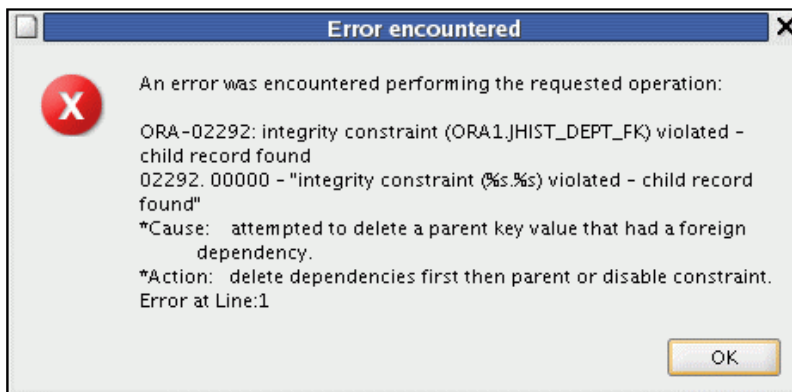 Error encountered
An error was encountered performing the requested operation:
ORA-02292: integrity constraint (ORA1.JHIST_DEPT_FK) violated -
child record found
02292. 00000 - "integrity constraint (%s.%s) violated - child record
found"
*Cause: attempted to delete a parent key value that had a foreign
dependency.
*Action: delete dependencies first then parent or disable constraint.
Error at Line:1
OK